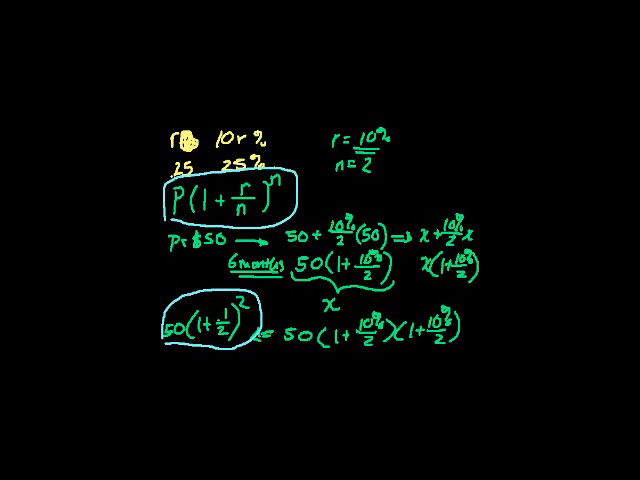 r 10r% r = 10%
.25 25% n = 2
P(1 + r/n)^n
P = $50 → 50 + 10%/2 (50) ⇒ x + 10%/2 x
6 months 50(1 + 10%/2) x(1 + 10%/2)
x
50(1 + .1/2)^2 = 50(1 + 10%/2)(1 + 10%/2)